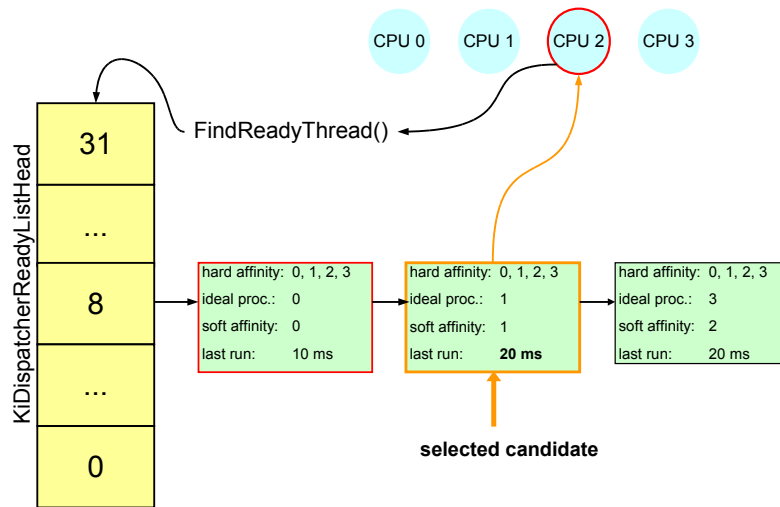 CPU 0 CPU 1 CPU 2 CPU 3
FindReadyThread()
KiDispatcherReadyListHead
31
...
8
...
0
hard affinity: 0, 1, 2, 3
ideal proc.: 0
soft affinity: 0
last run: 10 ms
hard affinity: 0, 1, 2, 3
ideal proc.: 1
soft affinity: 1
last run: 20 ms
hard affinity: 0, 1, 2, 3
ideal proc.: 3
soft affinity: 2
last run: 20 ms
selected candidate